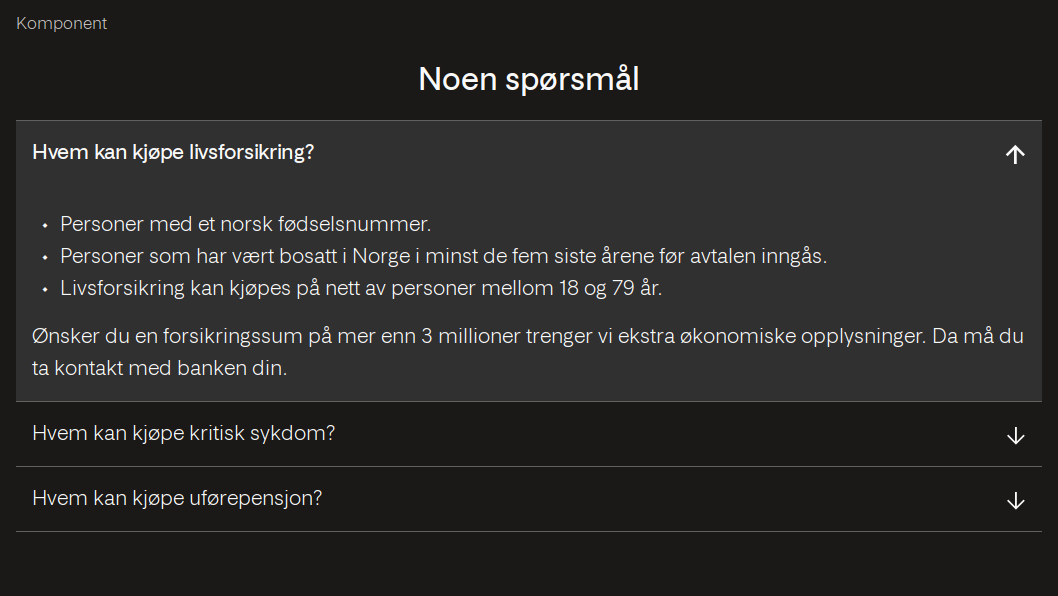 Komponent
Noen spørsmål
Hvem kan kjøpe livsforsikring?
• Personer med et norsk fødselsnummer.
• Personer som har vært bosatt i Norge i minst de fem siste årene før avtalen inngås.
• Livsforsikring kan kjøpes på nett av personer mellom 18 og 79 år.
Ønsker du en forsikringssum på mer enn 3 millioner trenger vi ekstra økonomiske opplysninger. Da må du
ta kontakt med banken din.
Hvem kan kjøpe kritisk sykdom?
Hvem kan kjøpe uførepensjon?